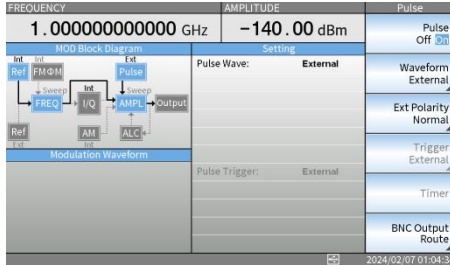 FREQUENCY
AMPLITUDE
Pulse
1.000000000000 GHz
-140.00 dBm
Pulse
Off On
MOD Block Diagram
Setting
Int
Int
Ext
Ref
FMΦM
Pulse
Sweep
Int
Sweep
FREQ
I/Q
AMPL
Output
Ref
AM
ALC
Ext
Int
Pulse Wave:
External
Waveform
External
Ext Polarity
Normal
Modulation Waveform
Trigger
External
Pulse Trigger:
External
Timer
BNC Output
Route
2024/02/07 01:04:3